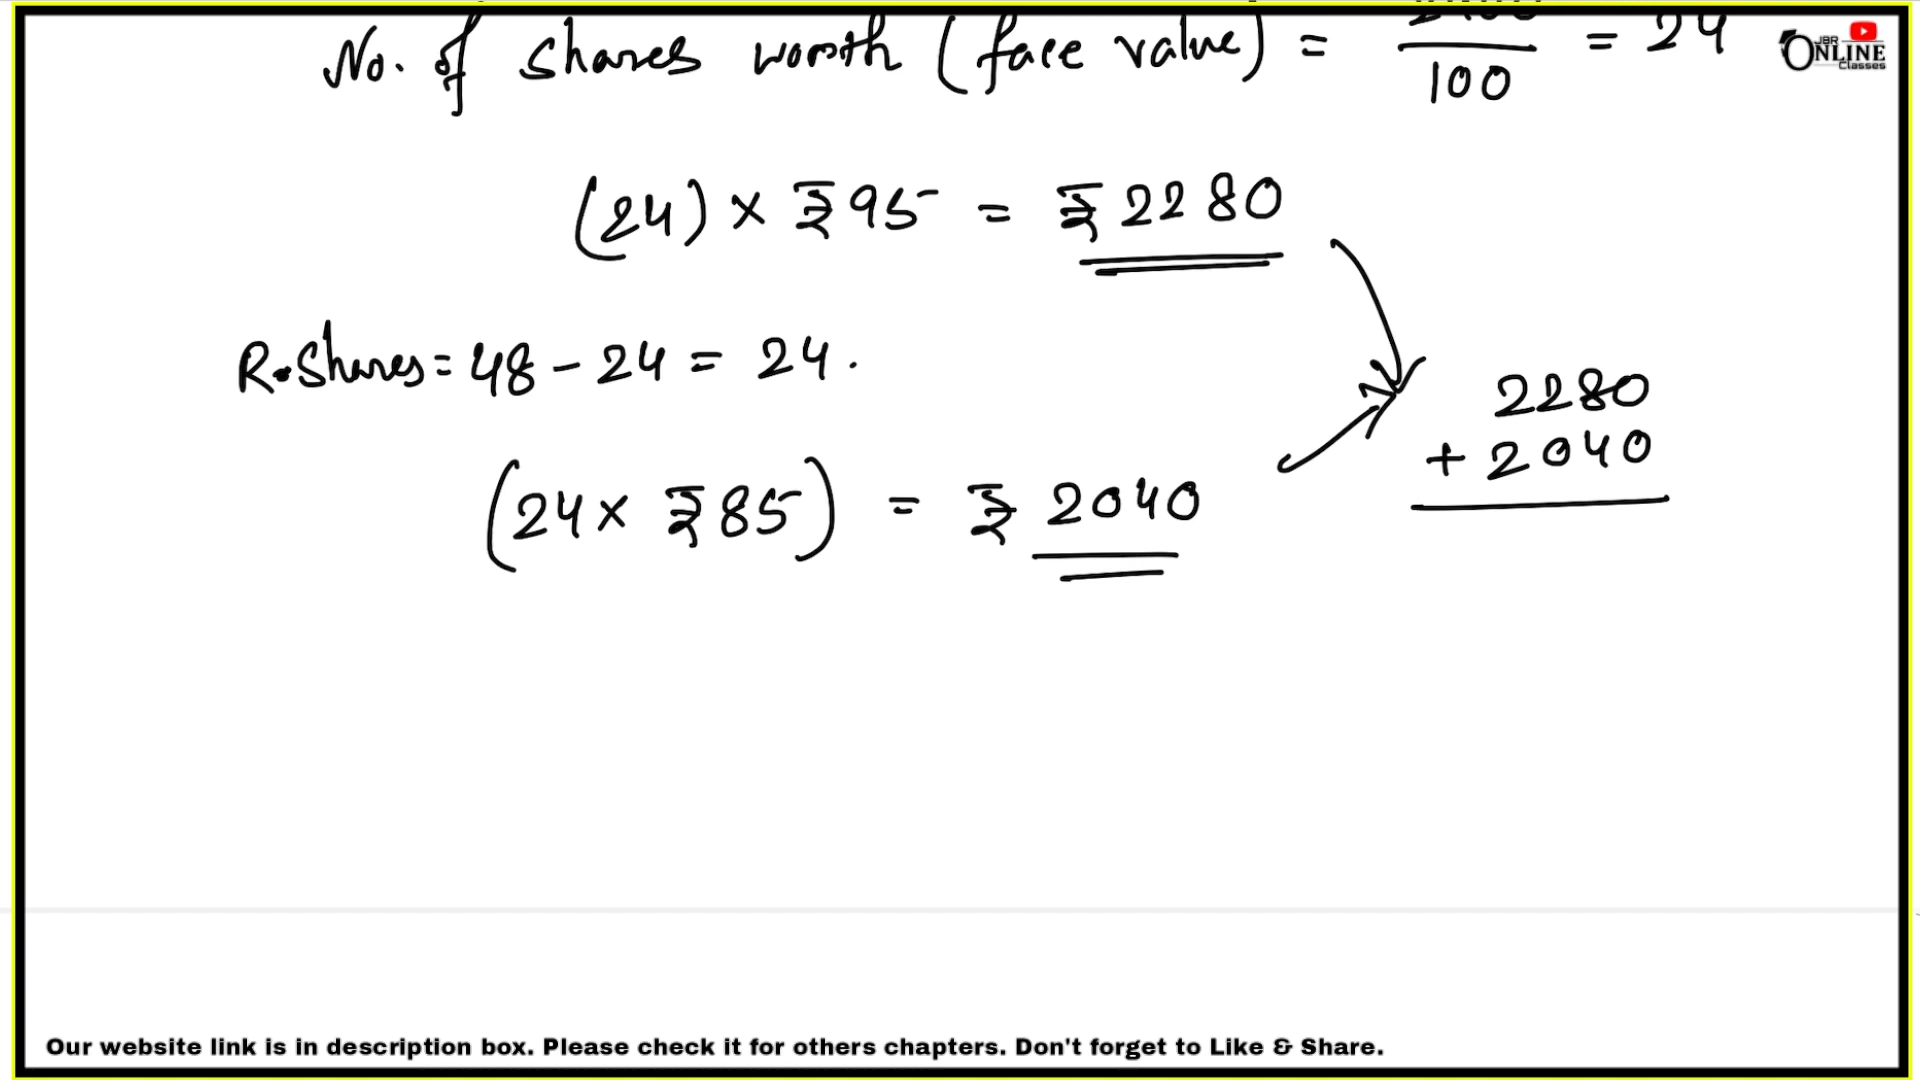 No. of shares worth (face value) = /100 = 24
JBR ONLINE Classes
(24) × ₹95 = ₹2280
R.Shares = 48 - 24 = 24.
2280
+ 2040
(24 × ₹85) = ₹2040
Our website link is in description box. Please check it for others chapters. Don't forget to Like & Share.